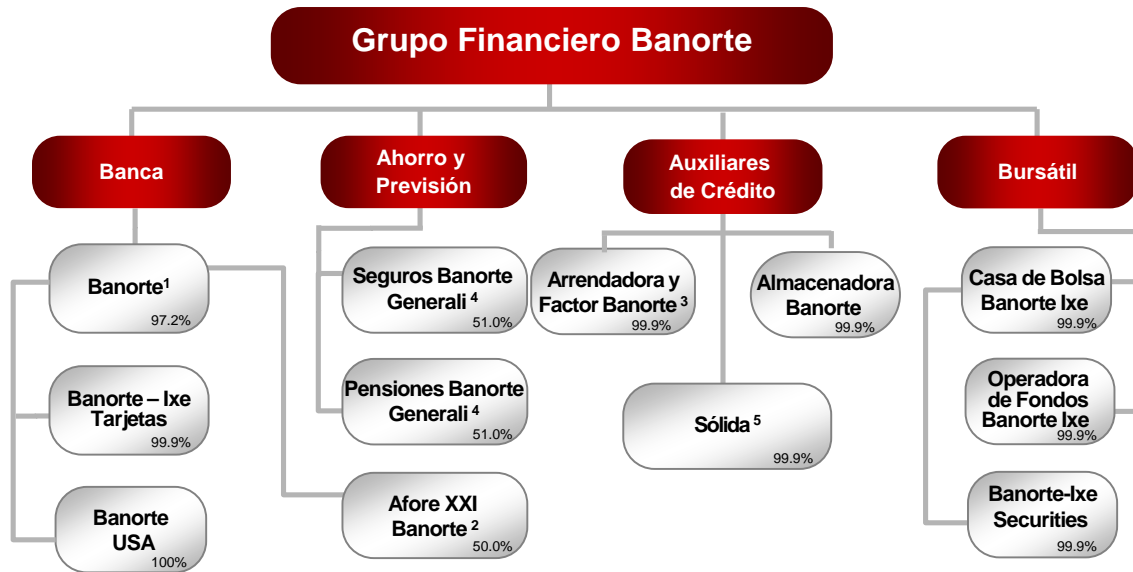 Grupo Financiero Banorte
Banca
Ahorro y
Previsión
Auxiliares
de Crédito
Bursátil
Banorte¹
97.2%
Banorte – Ixe
Tarjetas
99.9%
Banorte
USA
100%
Seguros Banorte
Generali ⁴
51.0%
Pensiones Banorte
Generali ⁴
51.0%
Afore XXI
Banorte ²
50.0%
Arrendadora y
Factor Banorte ³
99.9%
Almacenadora
Banorte
99.9%
Sólida ⁵
99.9%
Casa de Bolsa
Banorte Ixe
99.9%
Operadora
de Fondos
Banorte Ixe
99.9%
Banorte-Ixe
Securities
99.9%